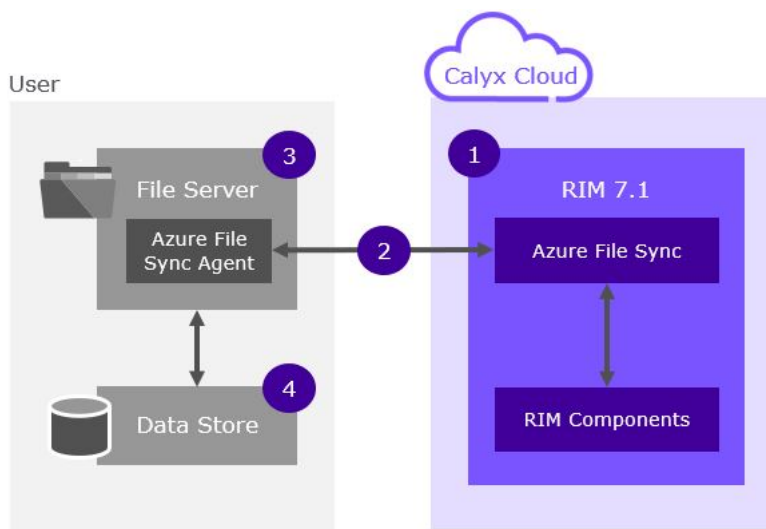 User
Calyx Cloud
3
File Server
Azure File
Sync Agent
2
1
RIM 7.1
Azure File Sync
4
Data Store
RIM Components